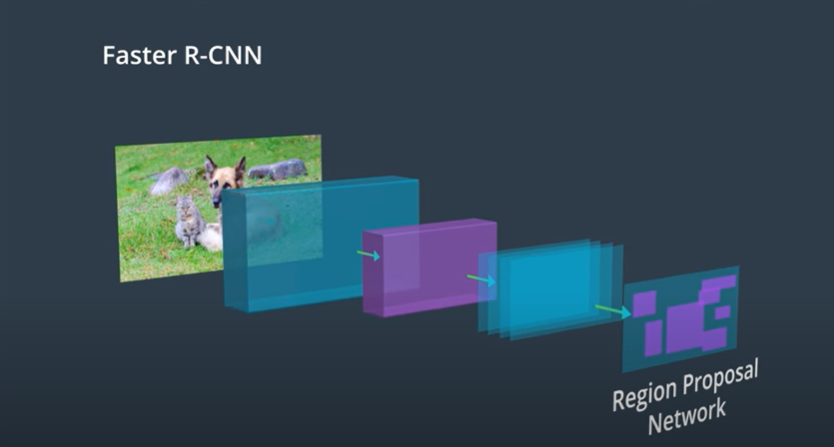 Faster R-CNN
Region Proposal
Network